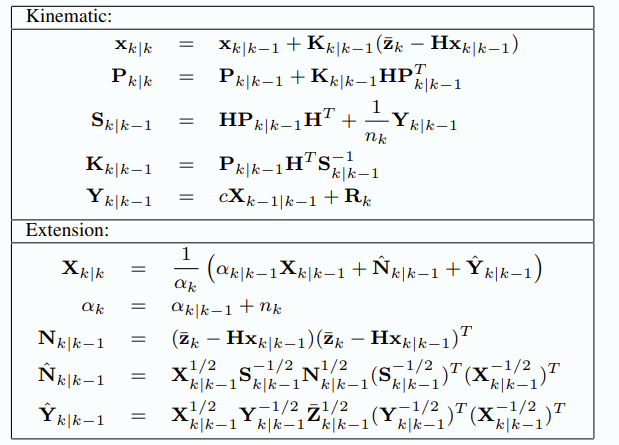 Kinematic:
x_{k|k} = x_{k|k−1} + K_{k|k−1}(z̄_k − Hx_{k|k−1})
P_{k|k} = P_{k|k−1} + K_{k|k−1}HP^T_{k|k−1}
S_{k|k−1} = HP_{k|k−1}H^T + \frac{1}{n_k}Y_{k|k−1}
K_{k|k−1} = P_{k|k−1}H^TS^{−1}_{k|k−1}
Y_{k|k−1} = cX_{k−1|k−1} + R_k
Extension:
X_{k|k} = \frac{1}{α_k}(α_{k|k−1}X_{k|k−1} + N̂_{k|k−1} + Ŷ_{k|k−1})
α_k = α_{k|k−1} + n_k
N_{k|k−1} = (z̄_k − Hx_{k|k−1})(z̄_k − Hx_{k|k−1})^T
N̂_{k|k−1} = X^{1/2}_{k|k−1}S^{−1/2}_{k|k−1}N^{1/2}_{k|k−1}(S^{−1/2}_{k|k−1})^T(X^{−1/2}_{k|k−1})^T
Ŷ_{k|k−1} = X^{1/2}_{k|k−1}Y^{−1/2}_{k|k−1}Z̄^{1/2}_{k|k−1}(Y^{−1/2}_{k|k−1})^T(X^{−1/2}_{k|k−1})^T